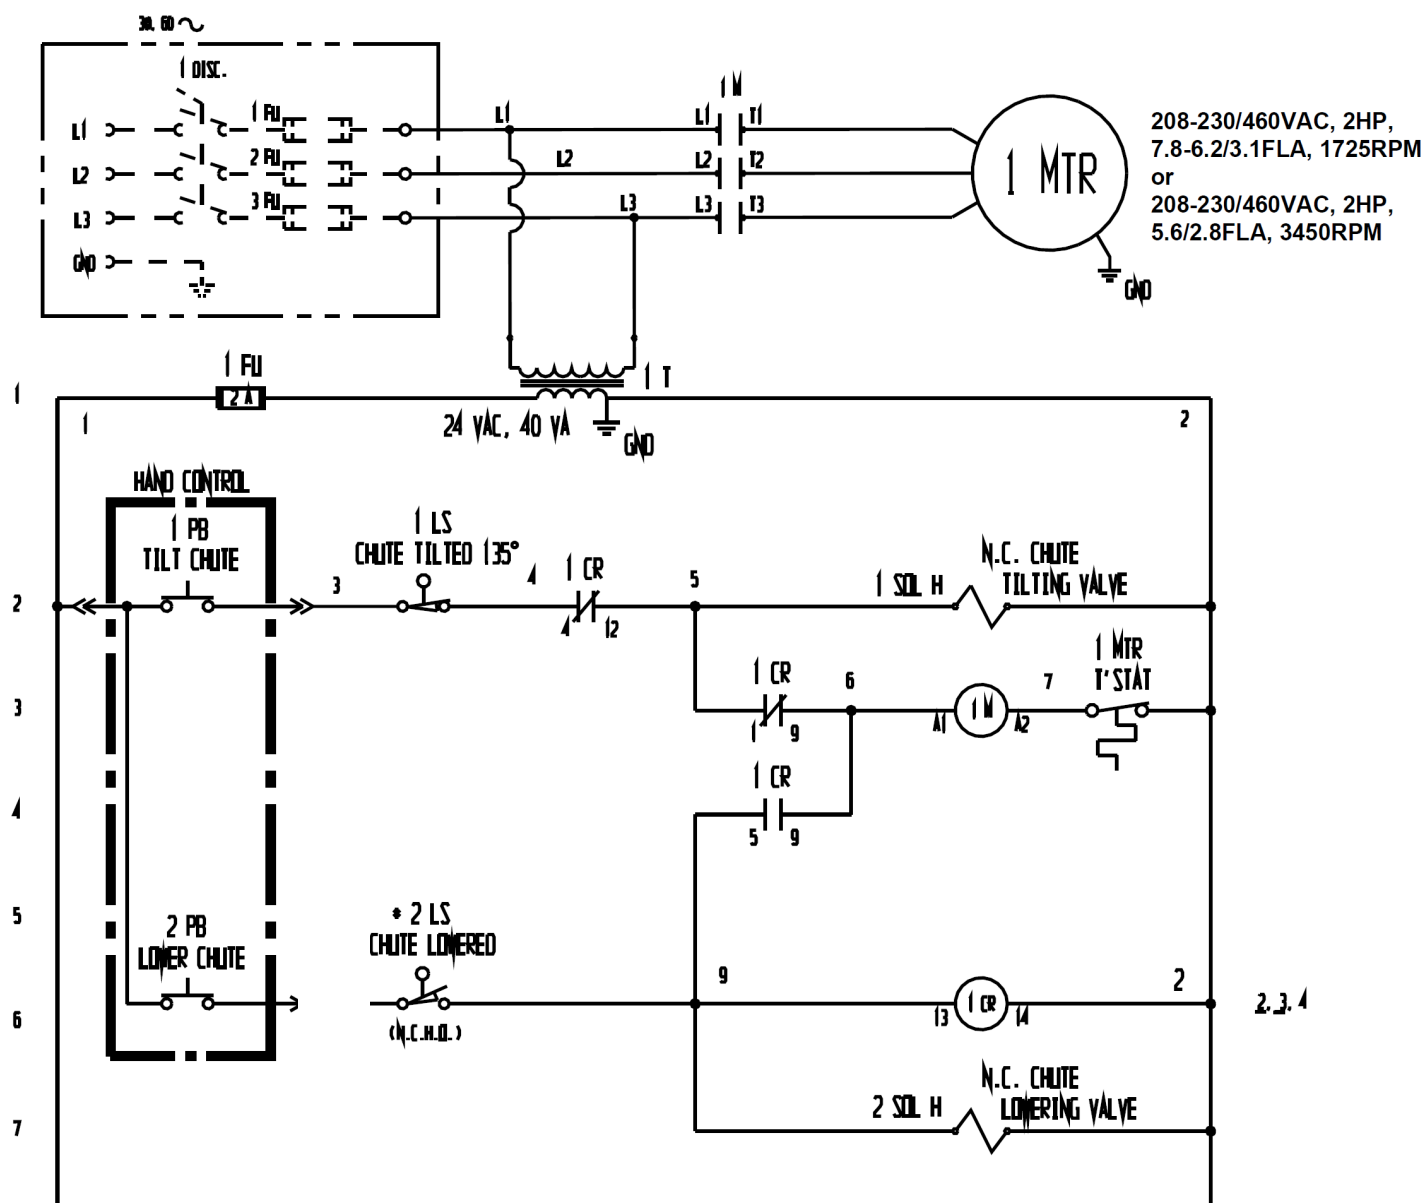 3Ø, 60
1 DISC.
1 FU
L1
2 FU
L2
3 FU
L3
GND
L1
L2
L3
1 M
L1 T1
L2 T2
L3 T3
1 MTR
GND
208-230/460VAC, 2HP,
7.8-6.2/3.1FLA, 1725RPM
or
208-230/460VAC, 2HP,
5.6/2.8FLA, 3450RPM
1 T
1 FU
2 A
1
1
24 VAC, 40 VA
GND
2
HAND CONTROL
1 PB
TILT CHUTE
1 LS
CHUTE TILTED 135°
1 CR
N.C. CHUTE
TILTING VALVE
2
3
4
4 12
5
1 SOL H
1 MTR
T'STAT
3
1 CR
1 9
6
A1 1 M A2
7
4
1 CR
5 9
5
2 PB
LOWER CHUTE
* 2 LS
CHUTE LOWERED
(N.C.H.O.)
6
9
13 1 CR 14
2
2, 3, 4
7
2 SOL H
N.C. CHUTE
LOWERING VALVE